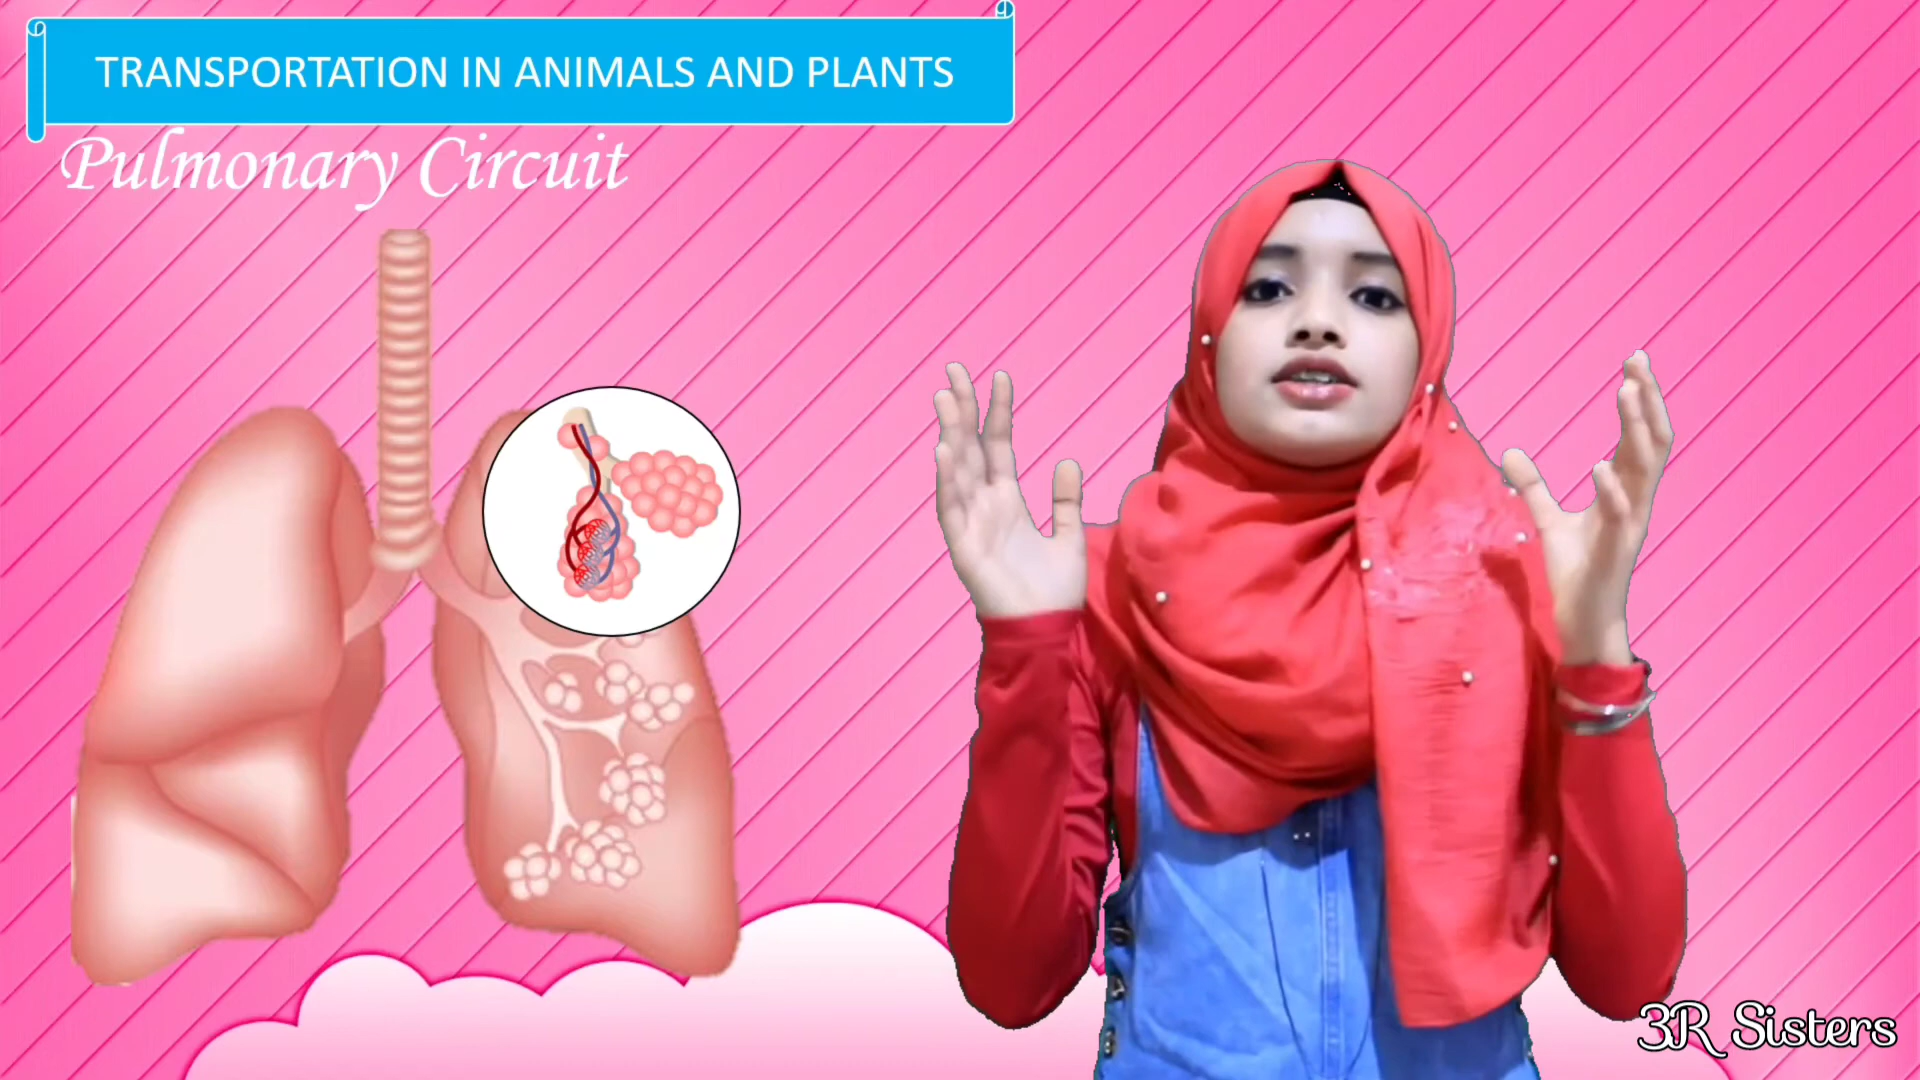 TRANSPORTATION IN ANIMALS AND PLANTS
Pulmonary Circuit
3R Sisters